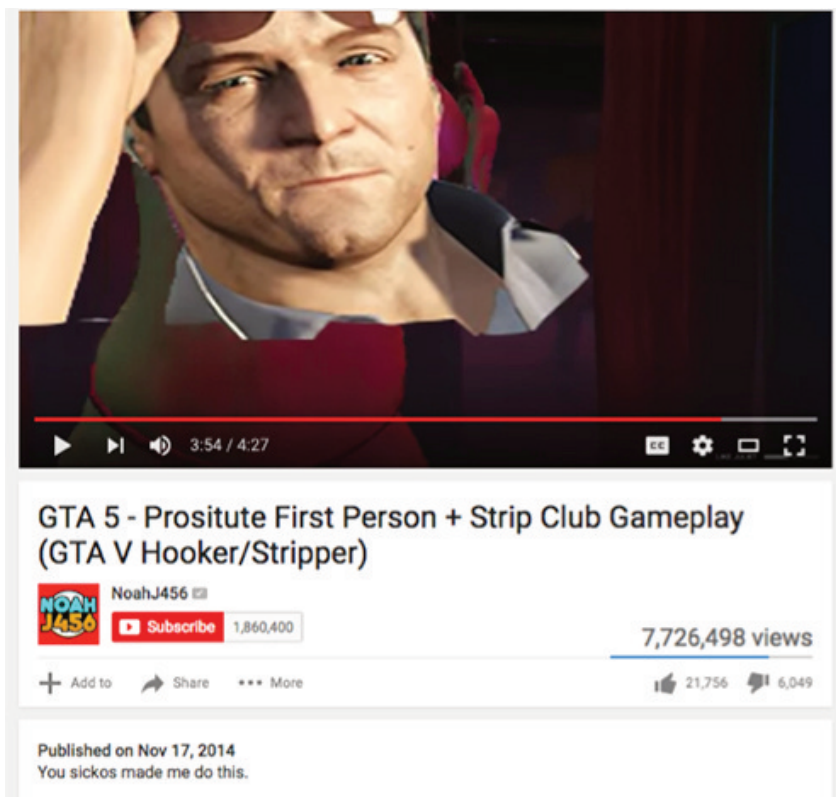 3:54 / 4:27
CC
GTA 5 - Prositute First Person + Strip Club Gameplay
(GTA V Hooker/Stripper)
NOAH
J456
NoahJ456
Subscribe 1,860,400
7,726,498 views
Add to Share More 21,756 6,049
Published on Nov 17, 2014
You sickos made me do this.